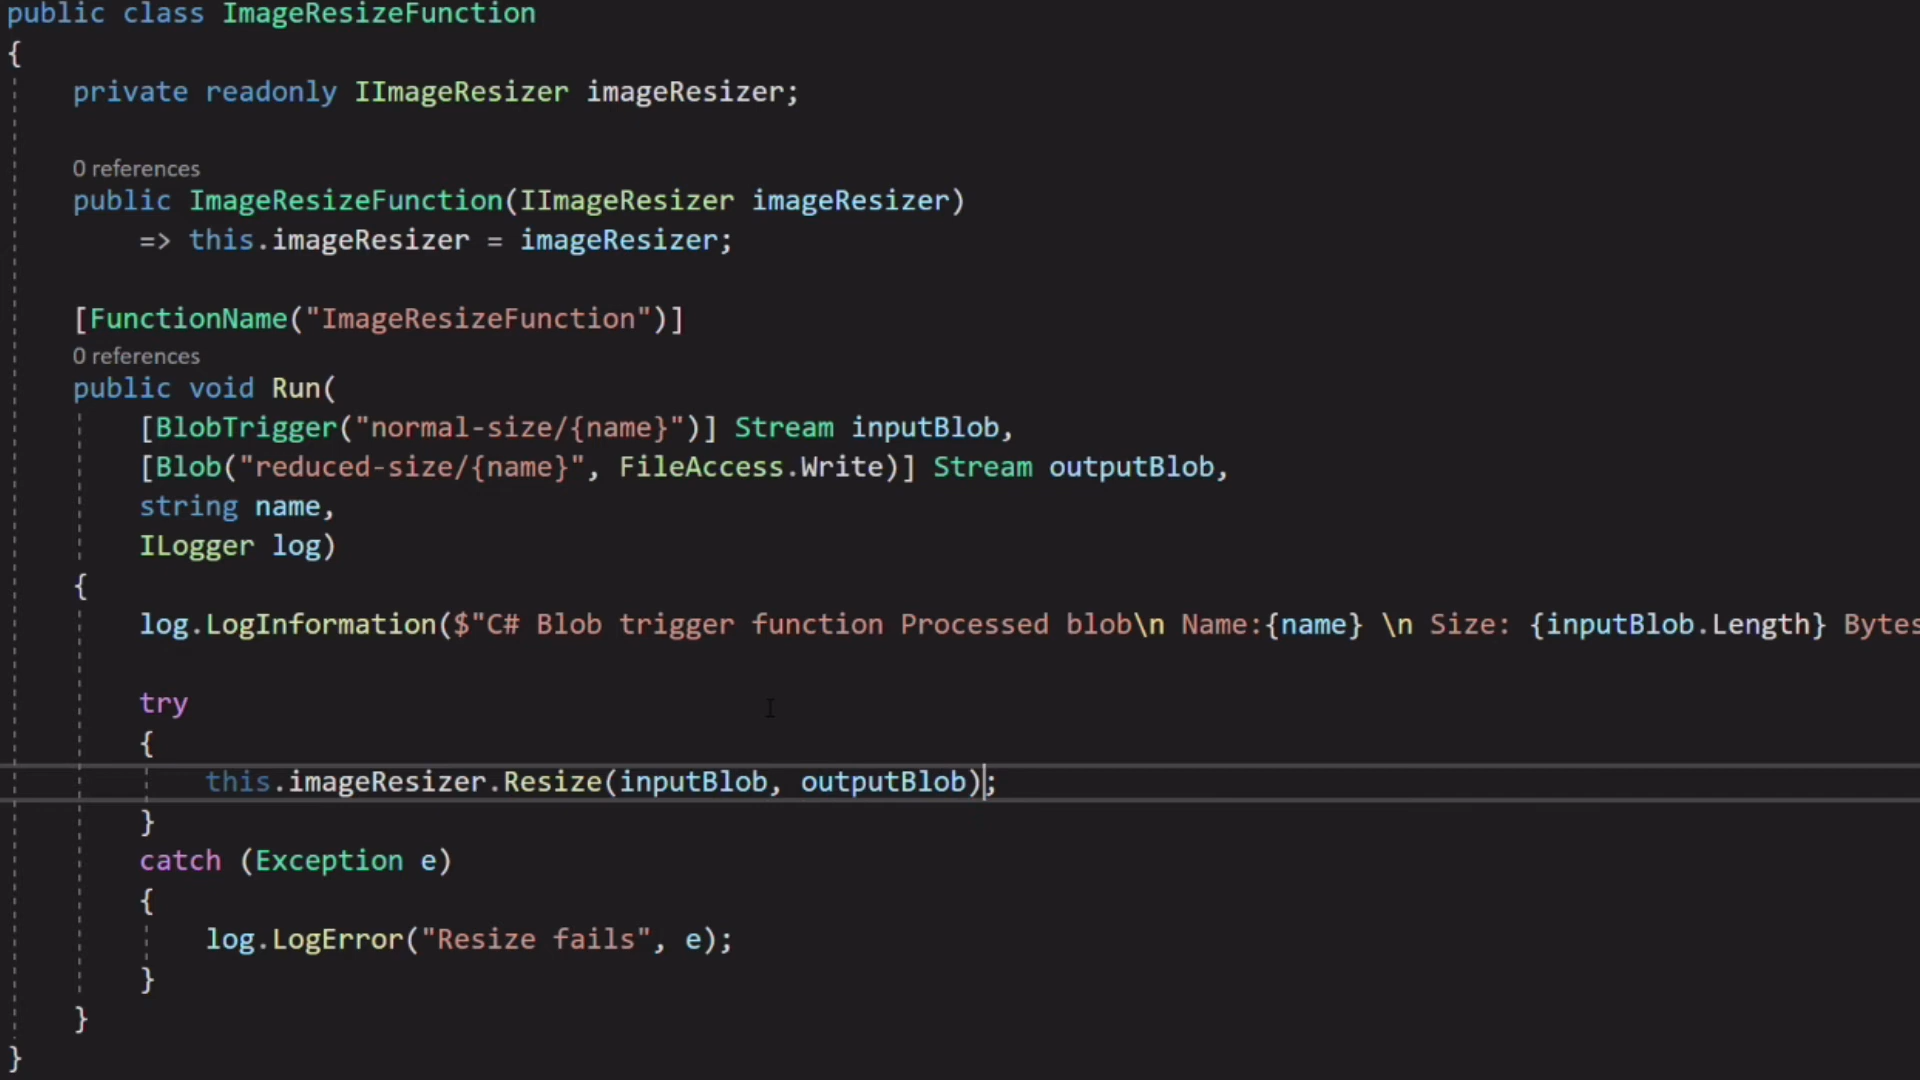 public class ImageResizeFunction
{
private readonly IImageResizer imageResizer;
0 references
public ImageResizeFunction(IImageResizer imageResizer)
=> this.imageResizer = imageResizer;
[FunctionName("ImageResizeFunction")]
0 references
public void Run(
[BlobTrigger("normal-size/{name}")] Stream inputBlob,
[Blob("reduced-size/{name}", FileAccess.Write)] Stream outputBlob,
string name,
ILogger log)
{
log.LogInformation($"C# Blob trigger function Processed blob\n Name:{name} \n Size: {inputBlob.Length} Bytes
try
{
this.imageResizer.Resize(inputBlob, outputBlob);
}
catch (Exception e)
{
log.LogError("Resize fails", e);
}
}
}